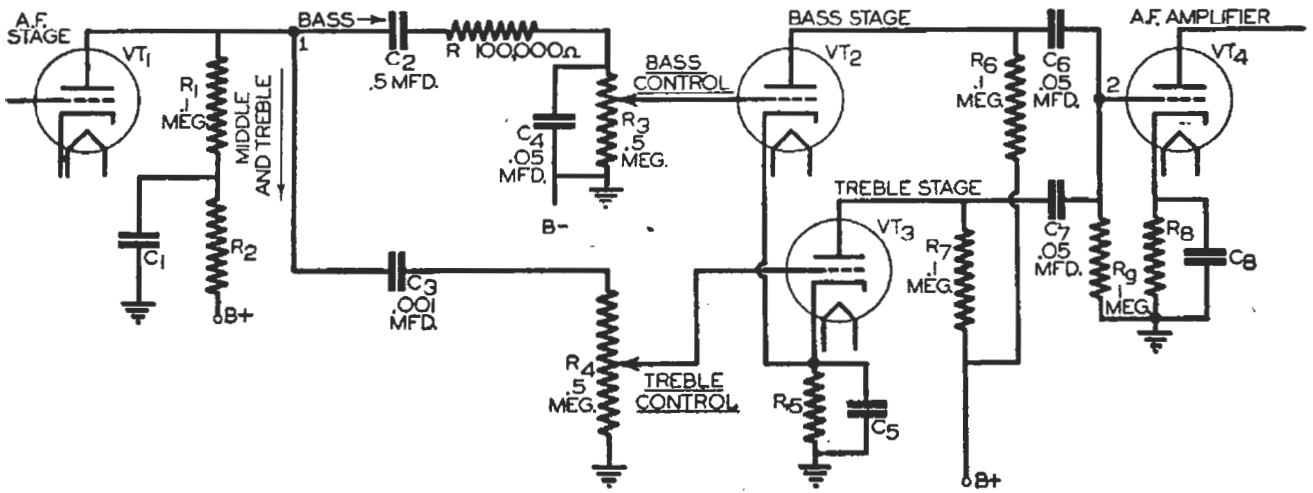 A.F.
STAGE
VT1
R1
.1
MEG.
MIDDLE
AND TREBLE
C1
R2
B+
BASS
1
C2
.5 MFD.
R 100,000Ω
C4
.05
MFD.
R3
.5
MEG.
B-
BASS
CONTROL
C3
.001
MFD.
R4
.5
MEG.
TREBLE
CONTROL
BASS STAGE
VT2
TREBLE STAGE
VT3
R5
C5
R6
.1
MEG.
R7
.1
MEG.
B+
C6
.05
MFD.
C7
.05
MFD.
2
R9
.1
MEG.
A.F. AMPLIFIER
VT4
R8
C8